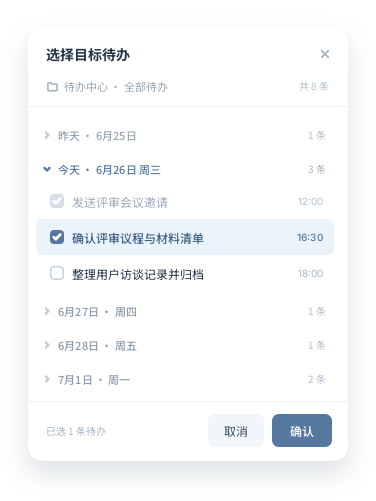 选择目标待办
待办中心 · 全部待办 共 8 条
昨天 · 6月25日 1 条
今天 · 6月26日 周三 3 条
发送评审会议邀请 12:00
确认评审议程与材料清单 16:30
整理用户访谈记录并归档 18:00
6月27日 · 周四 1 条
6月28日 · 周五 1 条
7月1日 · 周一 2 条
已选 1 条待办 取消 确认